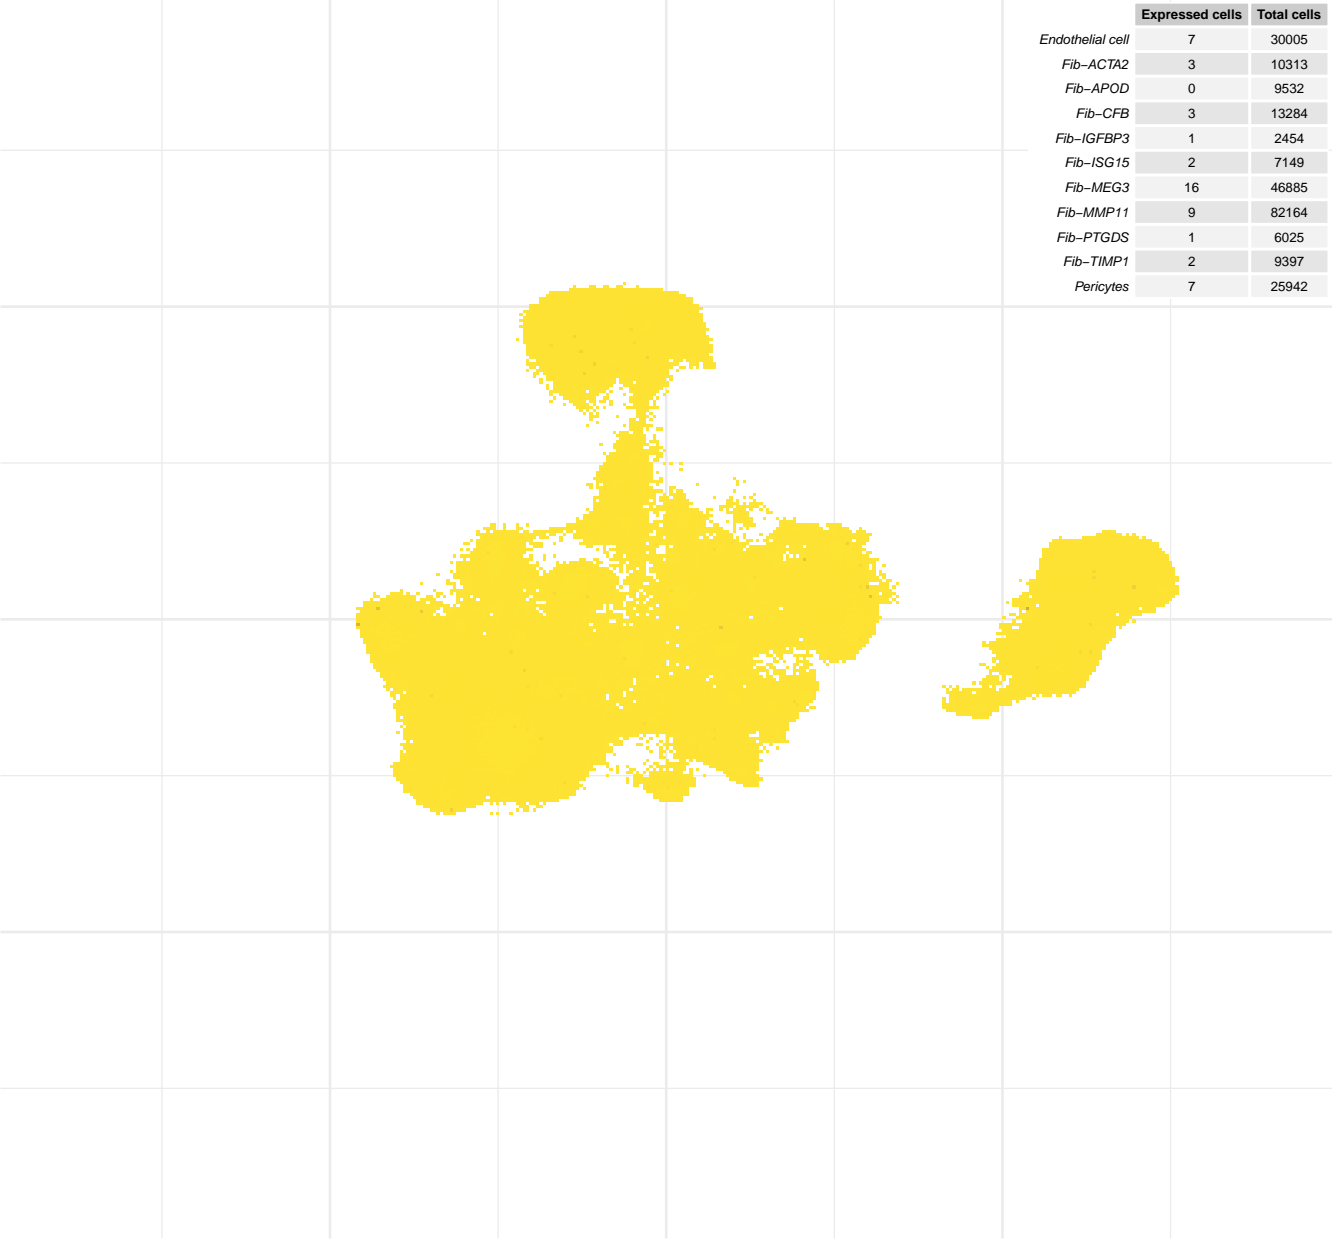 Expressed cells Total cells
Endothelial cell 7 30005
Fib−ACTA2 3 10313
Fib−APOD 0 9532
Fib−CFB 3 13284
Fib−IGFBP3 1 2454
Fib−ISG15 2 7149
Fib−MEG3 16 46885
Fib−MMP11 9 82164
Fib−PTGDS 1 6025
Fib−TIMP1 2 9397
Pericytes 7 25942